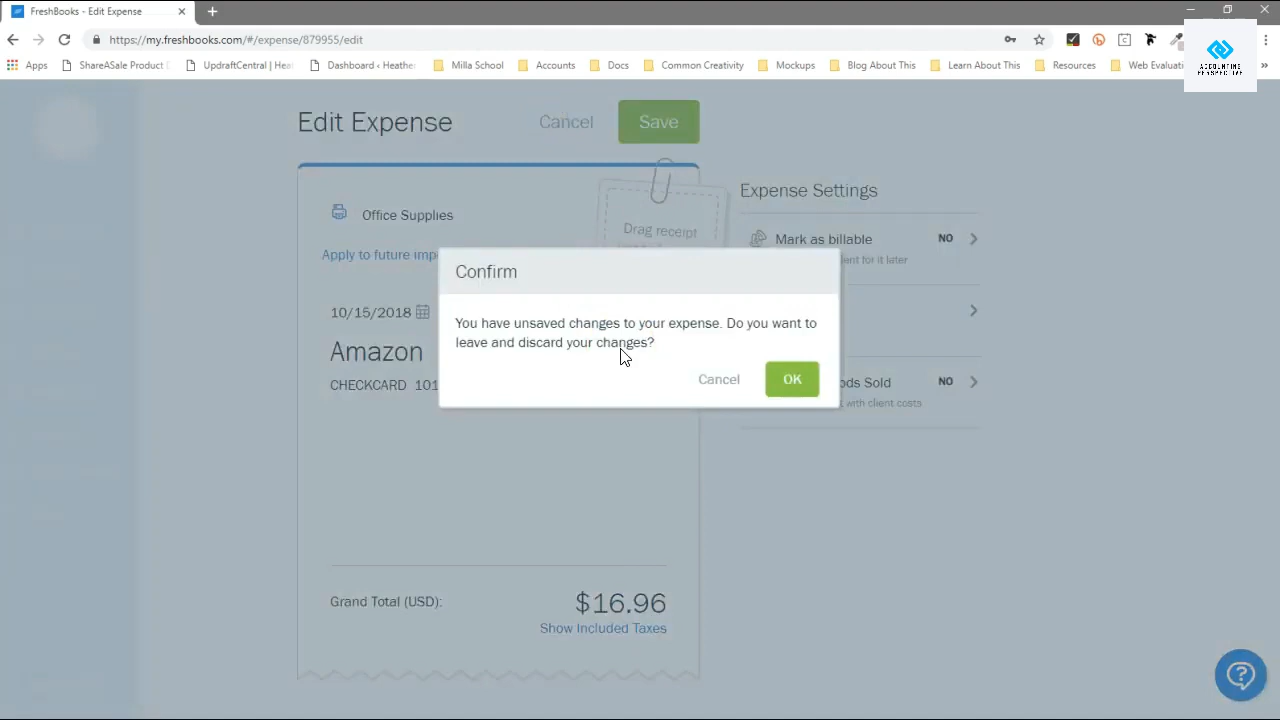 FreshBooks - Edit Expense
https://my.freshbooks.com/#/expense/879955/edit
Apps ShareASale Product UpdraftCentral | Hea Dashboard ‹ Heather Milla School Accounts Docs Common Creativity Mockups Blog About This Learn About This Resources Web Evaluati »
ACCOUNTING
PERSPECTIVE
Edit Expense Cancel Save
Expense Settings
Office Supplies
Drag receipt
Mark as billable NO
ent for it later
Apply to future imp
Confirm
10/15/2018
You have unsaved changes to your expense. Do you want to
leave and discard your changes?
Amazon
CHECKCARD 101
Cancel OK
ods Sold NO
with client costs
Grand Total (USD): $16.96
Show Included Taxes